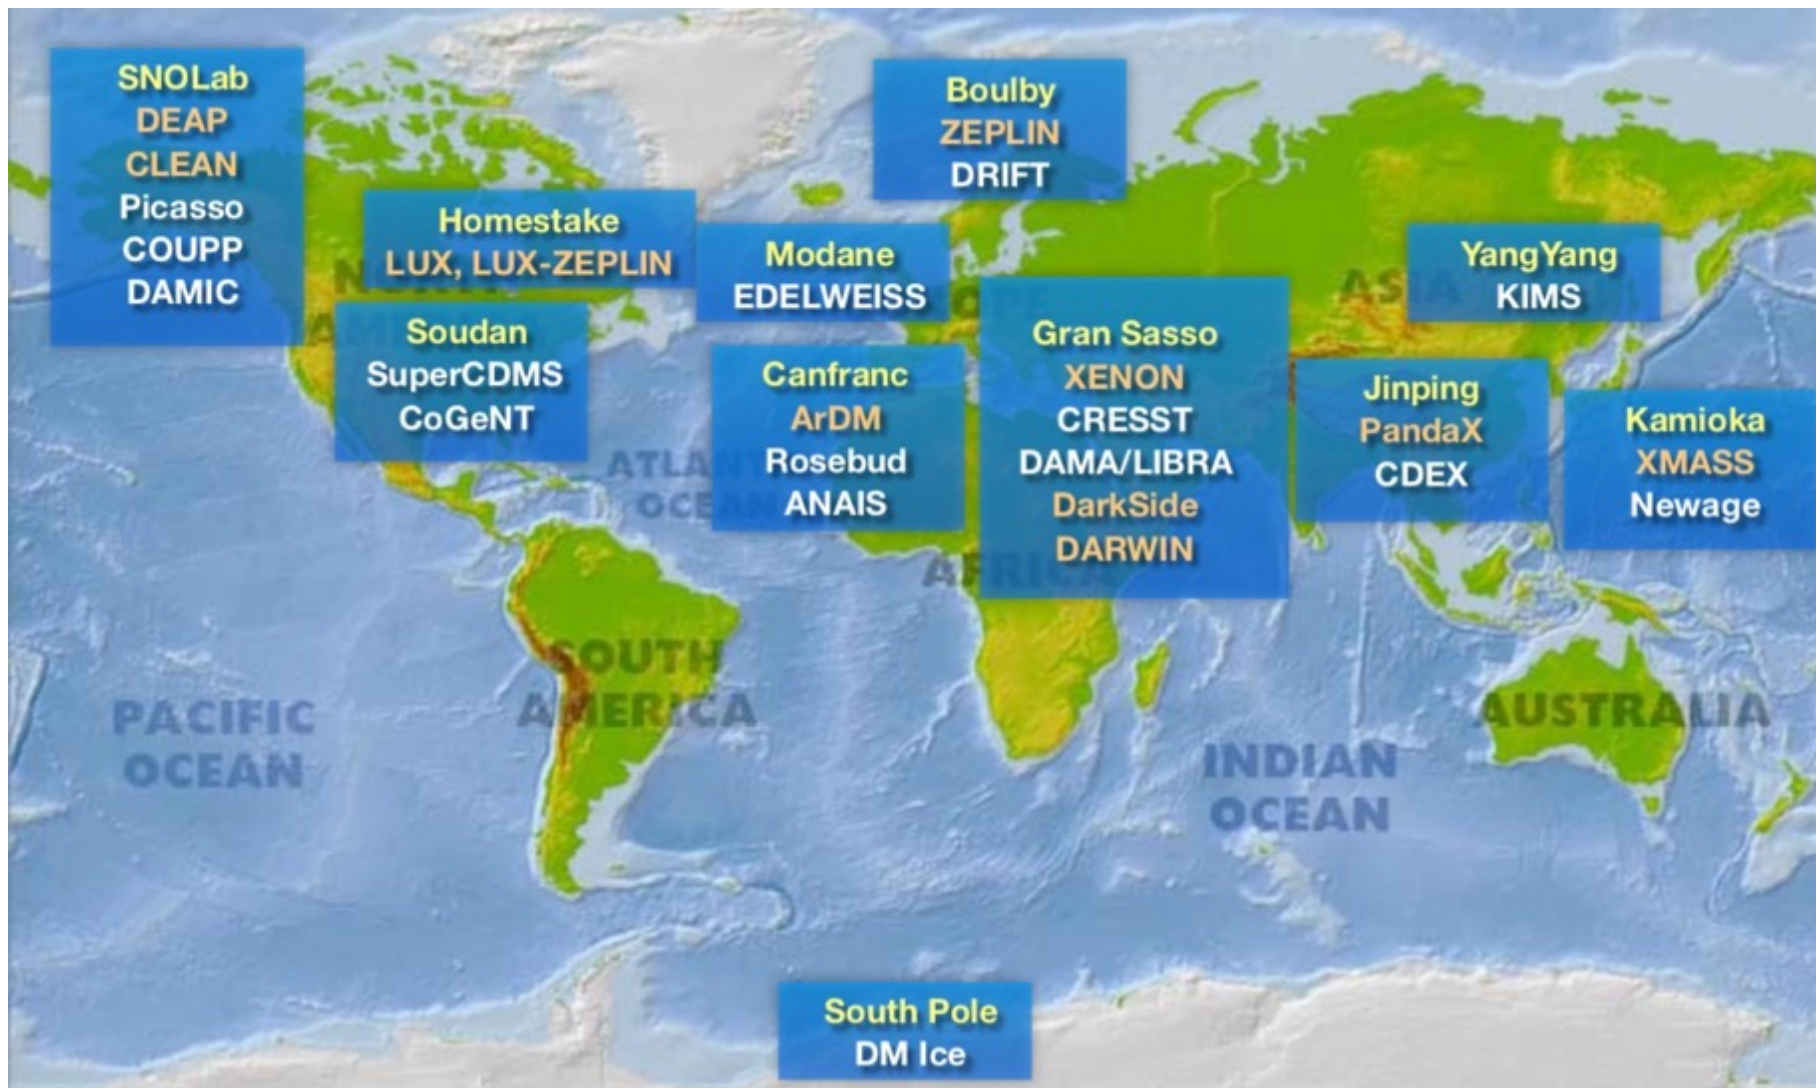 SNOLab
DEAP
CLEAN
Picasso
COUPP
DAMIC
Homestake
LUX, LUX-ZEPLIN
Soudan
SuperCDMS
CoGeNT
Modane
EDELWEISS
Boulby
ZEPLIN
DRIFT
Canfranc
ArDM
Rosebud
ANAIS
Gran Sasso
XENON
CRESST
DAMA/LIBRA
DarkSide
DARWIN
YangYang
KIMS
Jinping
PandaX
CDEX
Kamioka
XMASS
Newage
South Pole
DM Ice
ASIA
AFRICA
SOUTH
AMERICA
PACIFIC
OCEAN
INDIAN
OCEAN
AUSTRALIA